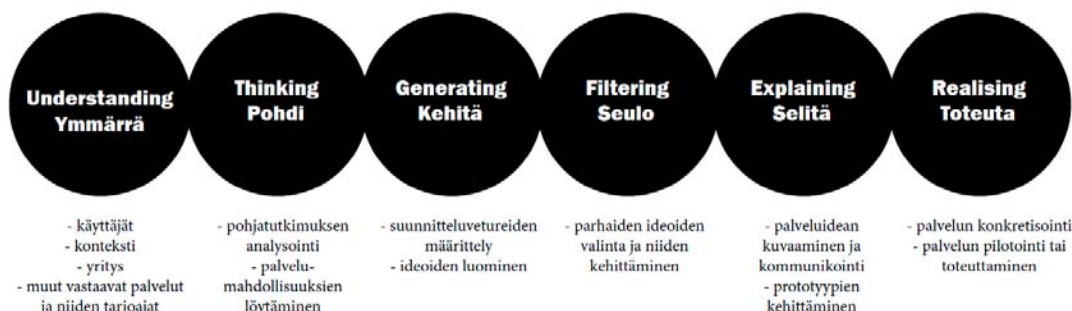 Understanding
Ymmärrä
Thinking
Pohdi
Generating
Kehitä
Filtering
Seulo
Explaining
Selitä
Realising
Toteuta
- käyttäjät
- konteksti
- yritys
- muut vastaavat palvelut
ja niiden tarjoajat
- pohjatutkimuksen
analysointi
- palvelu-
mahdollisuuksien
löytäminen
- suunnitteluvetureiden
määrittely
- ideoiden luominen
- parhaiden ideoiden
valinta ja niiden
kehittäminen
- palveluidean
kuvaaminen ja
kommunikointi
- prototyyppien
kehittäminen
- palvelun konkretisointi
- palvelun pilotointi tai
toteuttaminen